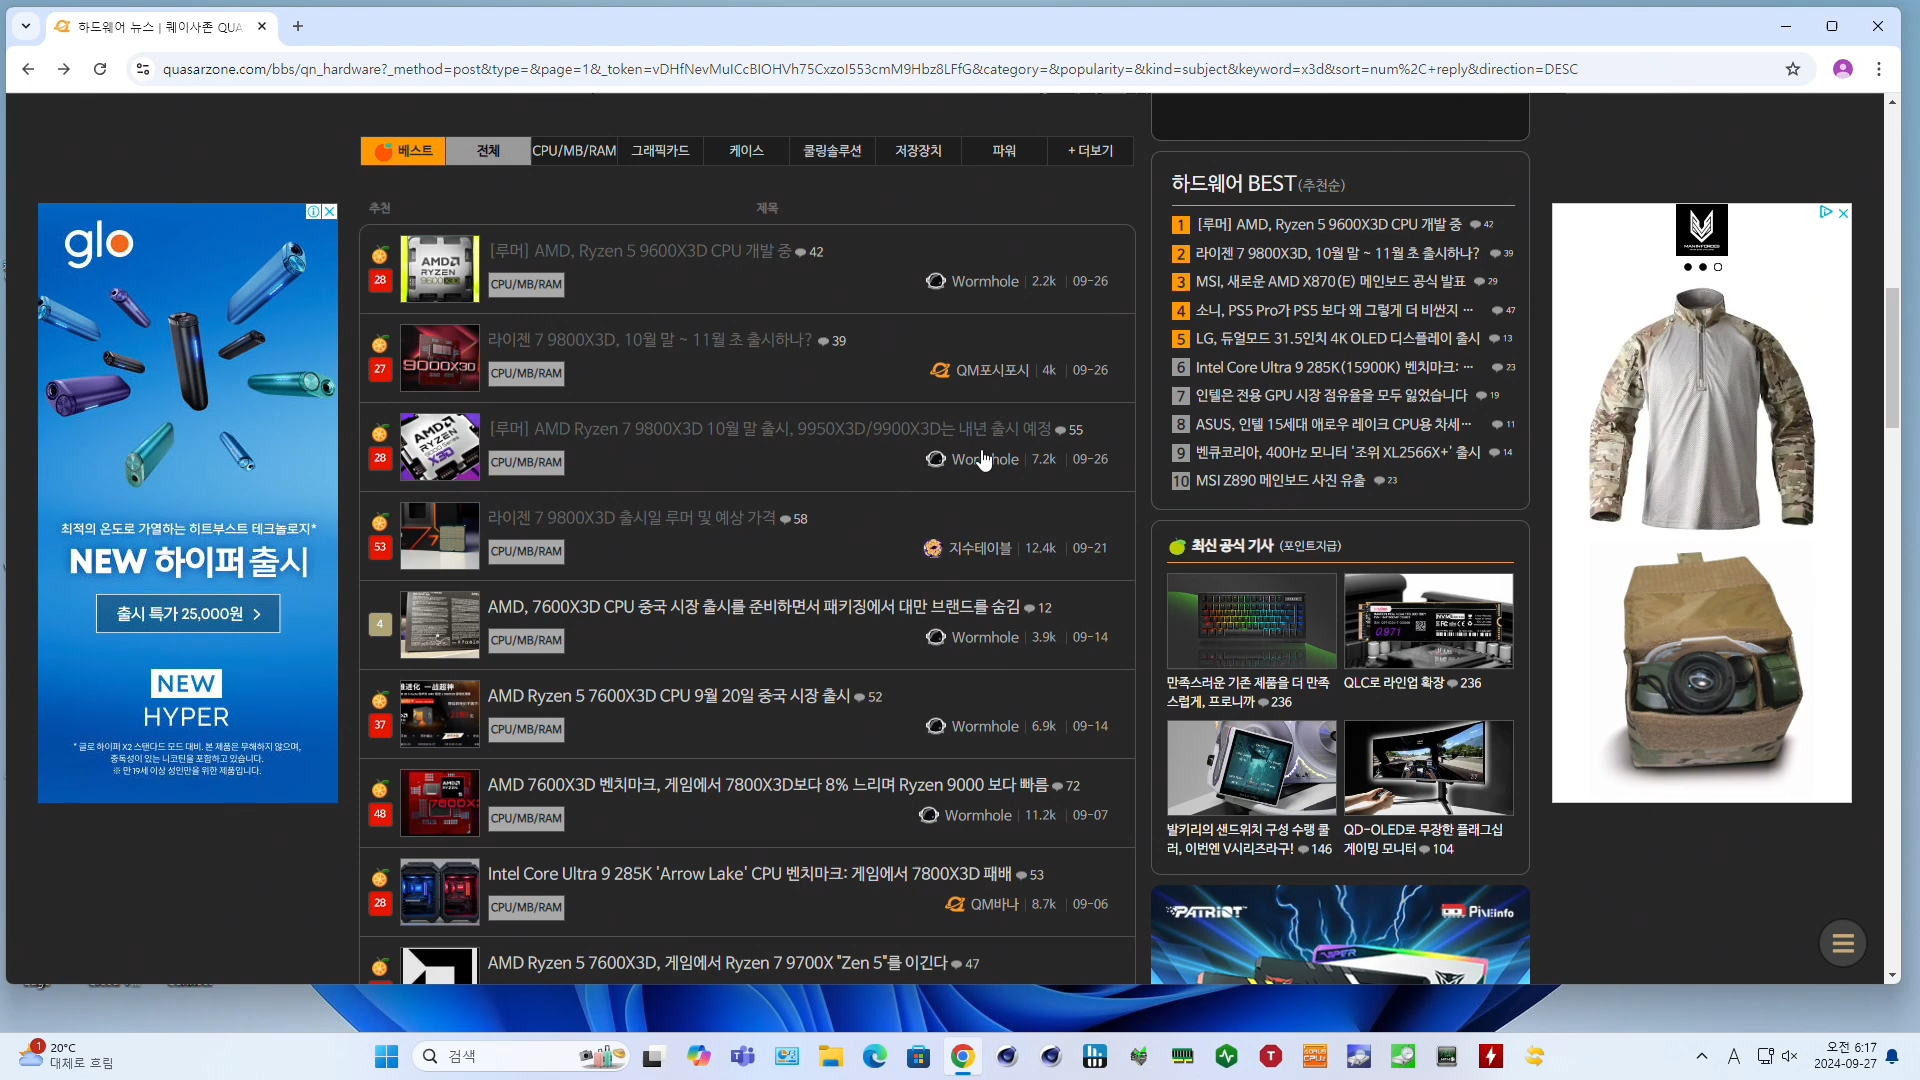 하드웨어 뉴스 | 퀘이사존 QUA
quasarzone.com/bbs/qn_hardware?_method=post&type=&page=1&_token=vDHfNevMuICcBIOHVh75CxzoI553cmM9Hbz8LFfG&category=&popularity=&kind=subject&keyword=x3d&sort=num%2C+reply&direction=DESC
베스트 전체 CPU/MB/RAM 그래픽카드 케이스 쿨링솔루션 저장장치 파워 + 더보기
추천 제목
28
AMD RYZEN 9600X3D
[루머] AMD, Ryzen 5 9600X3D CPU 개발 중 42
CPU/MB/RAM Wormhole 2.2k 09-26
27
9000X3D
라이젠 7 9800X3D, 10월 말 ~ 11월 초 출시하나? 39
CPU/MB/RAM QM포시포시 4k 09-26
28
AMD RYZEN X3D
[루머] AMD Ryzen 7 9800X3D 10월 말 출시, 9950X3D/9900X3D는 내년 출시 예정 55
CPU/MB/RAM Wormhole 7.2k 09-26
53
라이젠 7 9800X3D 출시일 루머 및 예상 가격 58
CPU/MB/RAM 지수테이블 12.4k 09-21
4
AMD, 7600X3D CPU 중국 시장 출시를 준비하면서 패키징에서 대만 브랜드를 숨김 12
CPU/MB/RAM Wormhole 3.9k 09-14
37
AMD Ryzen 5 7600X3D CPU 9월 20일 중국 시장 출시 52
CPU/MB/RAM Wormhole 6.9k 09-14
48
AMD 7600X3D 벤치마크, 게임에서 7800X3D보다 8% 느리며 Ryzen 9000 보다 빠름 72
CPU/MB/RAM Wormhole 11.2k 09-07
28
Intel Core Ultra 9 285K 'Arrow Lake' CPU 벤치마크: 게임에서 7800X3D 패배 53
CPU/MB/RAM QM바나 8.7k 09-06
AMD Ryzen 5 7600X3D, 게임에서 Ryzen 7 9700X "Zen 5"를 이긴다 47
glo
최적의 온도로 가열하는 히트부스트 테크놀로지*
NEW 하이퍼 출시
출시 특가 25,000원 >
NEW
HYPER
* 글로 하이퍼 X2 스탠다드 모드 대비. 본 제품은 무해하지 않으며,
중독성이 있는 니코틴을 포함하고 있습니다.
※ 만 19세 이상 성인만을 위한 제품입니다.
하드웨어 BEST (추천순)
1 [루머] AMD, Ryzen 5 9600X3D CPU 개발 중 42
2 라이젠 7 9800X3D, 10월 말 ~ 11월 초 출시하나? 39
3 MSI, 새로운 AMD X870(E) 메인보드 공식 발표 29
4 소니, PS5 Pro가 PS5 보다 왜 그렇게 더 비싼지 ··· 47
5 LG, 듀얼모드 31.5인치 4K OLED 디스플레이 출시 13
6 Intel Core Ultra 9 285K(15900K) 벤치마크: ··· 23
7 인텔은 전용 GPU 시장 점유율을 모두 잃었습니다 19
8 ASUS, 인텔 15세대 애로우 레이크 CPU용 차세··· 11
9 벤큐코리아, 400Hz 모니터 '조위 XL2566X+' 출시 14
10 MSI Z890 메인보드 사진 유출 23
최신 공식 기사 (포인트지급)
만족스러운 기존 제품을 더 만족
스럽게, 프로니까 236
0.971
QLC로 라인업 확장 236
발키리의 샌드위치 구성 수랭 쿨
러, 이번엔 V시리즈라구! 146
QD-OLED로 무장한 플래그십
게이밍 모니터 104
PATRIOT
VIPER
1
20°C
대체로 흐림
검색
A
오전 6:17
2024-09-27